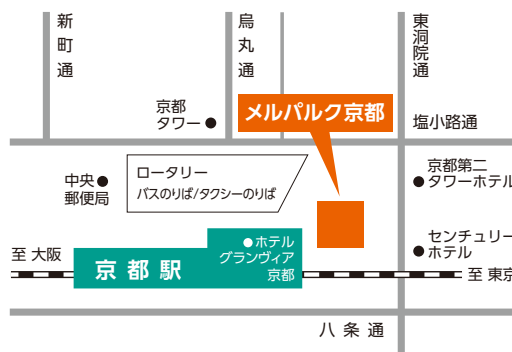 新町通
烏丸通
東洞院通
京都
タワー
メルパルク京都
塩小路通
中央
郵便局
ロータリー
バスのりば/タクシーのりば
京都第二
タワーホテル
至 大阪
京都駅
ホテル
グランヴィア
京都
センチュリー
ホテル
至 東京
八条通